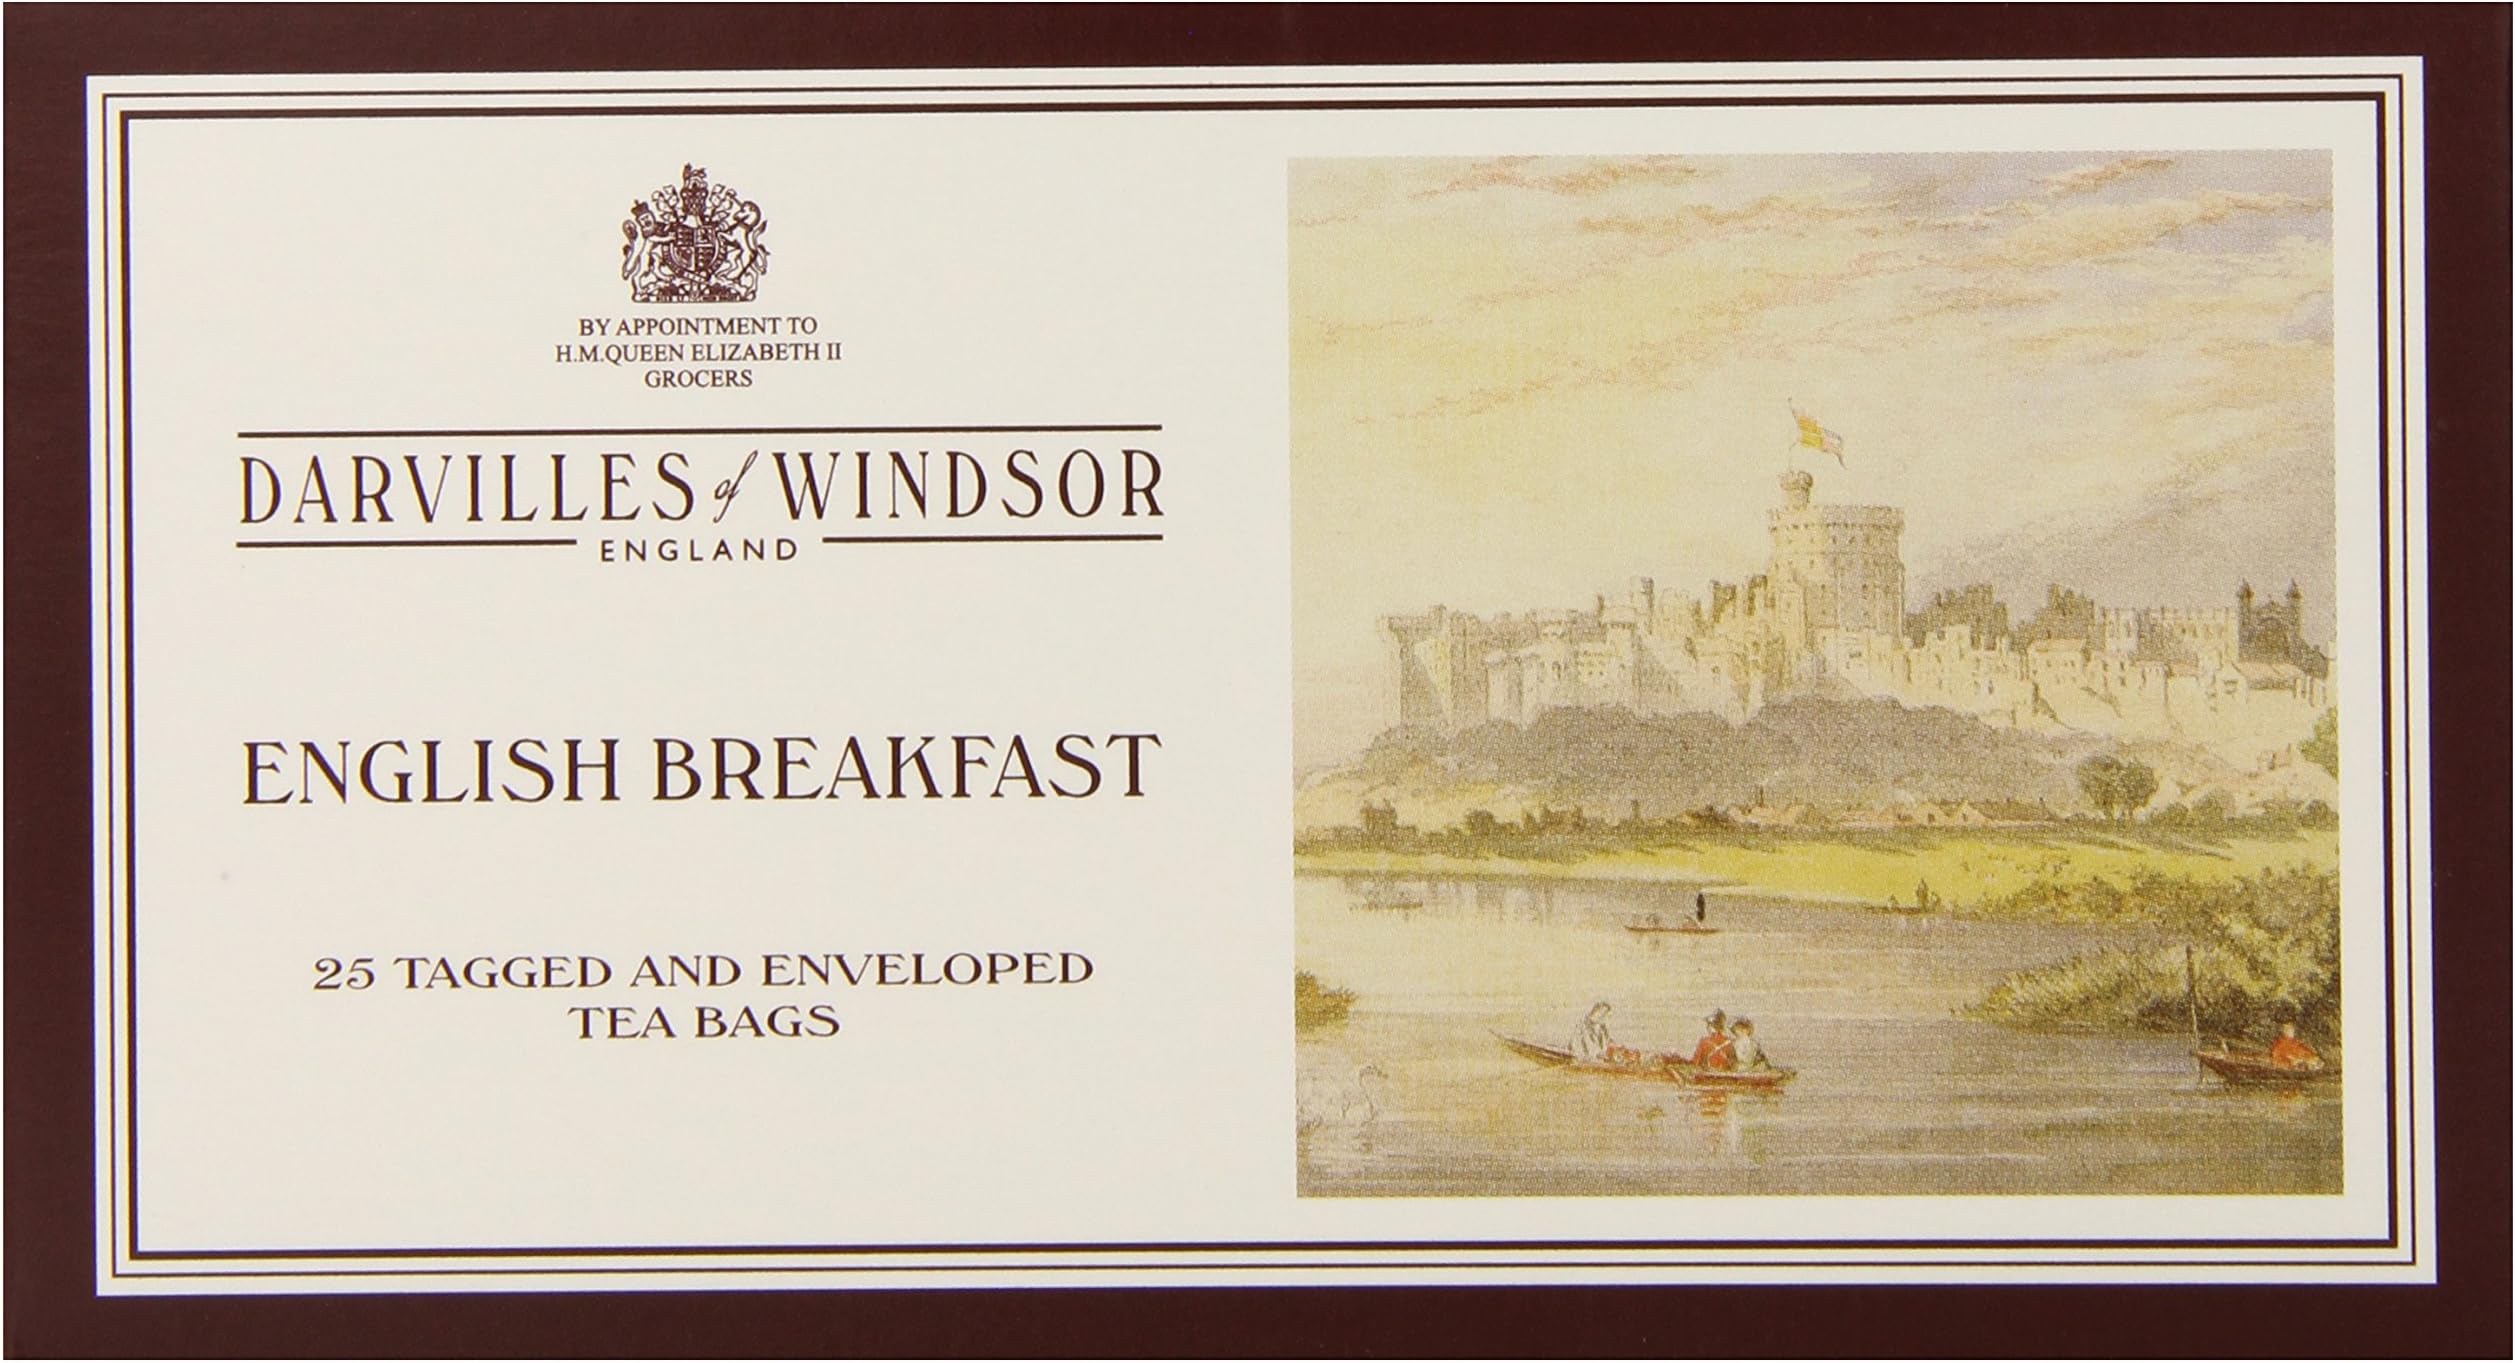 BY APPOINTMENT TO
H.M.QUEEN ELIZABETH II
GROCERS
DARVILLES of WINDSOR
ENGLAND
ENGLISH BREAKFAST
25 TAGGED AND ENVELOPED
TEA BAGS